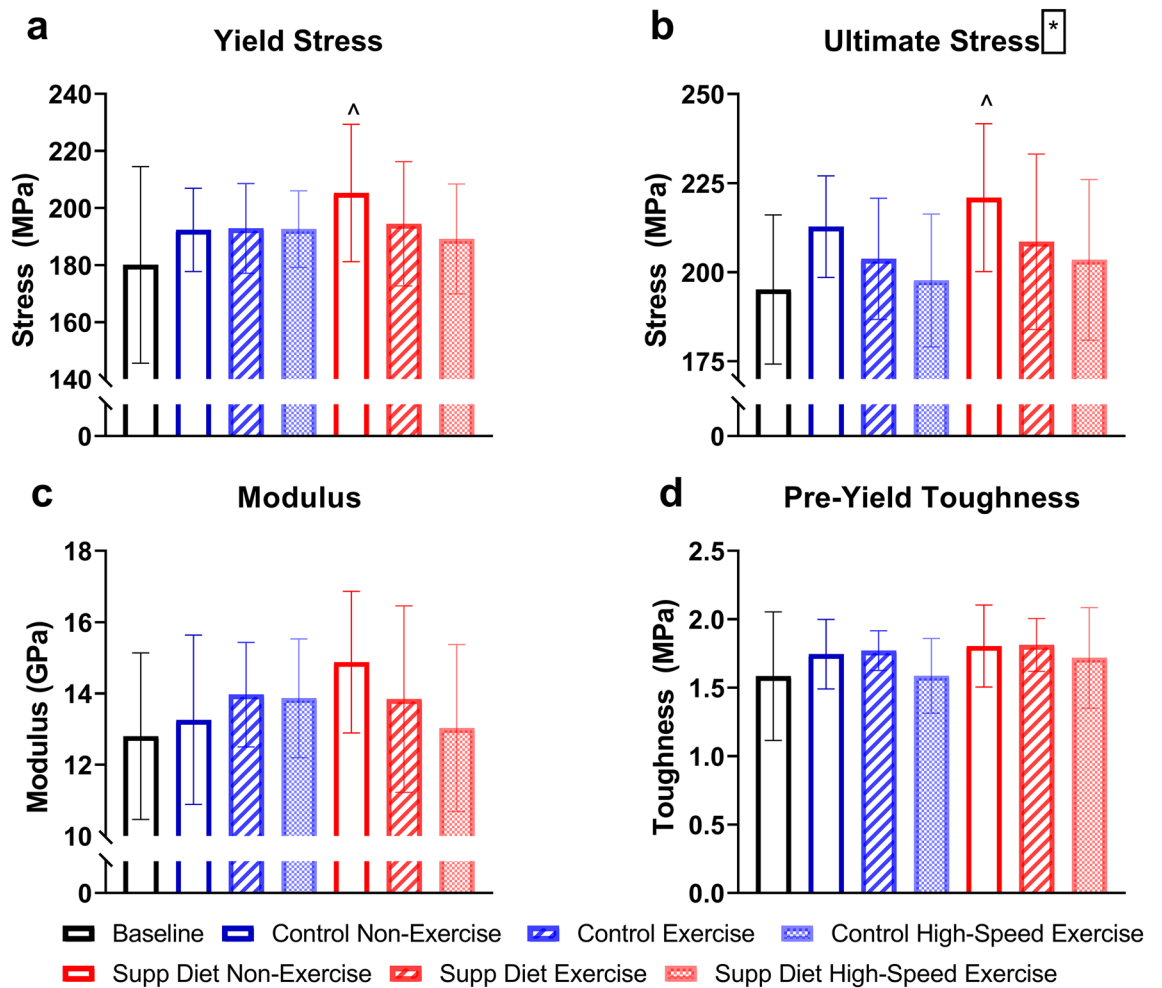 a
Yield Stress
Stress (MPa)
240
220
200
180
160
140
0
^
b
Ultimate Stress *
Stress (MPa)
250
225
200
175
0
^
c
Modulus
Modulus (GPa)
18
16
14
12
10
0
d
Pre-Yield Toughness
Toughness (MPa)
2.5
2.0
1.5
1.0
0.5
0.0
Baseline Control Non-Exercise Control Exercise Control High-Speed Exercise
Supp Diet Non-Exercise Supp Diet Exercise Supp Diet High-Speed Exercise